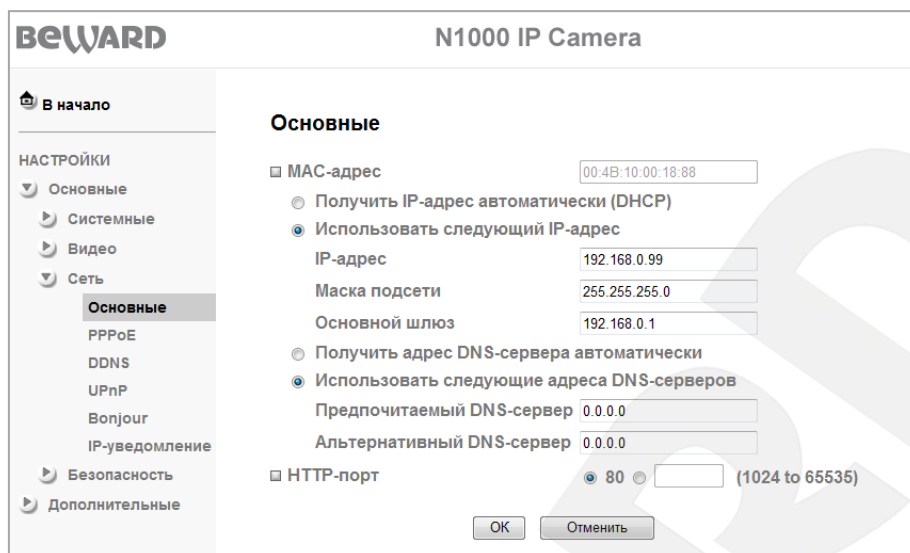 BEWARD
N1000 IP Camera
В начало
НАСТРОЙКИ
Основные
Системные
Видео
Сеть
Основные
PPPoE
DDNS
UPnP
Bonjour
IP-уведомление
Безопасность
Дополнительные
Основные
MAC-адрес 00:4B:10:00:18:88
Получить IP-адрес автоматически (DHCP)
Использовать следующий IP-адрес
IP-адрес 192.168.0.99
Маска подсети 255.255.255.0
Основной шлюз 192.168.0.1
Получить адрес DNS-сервера автоматически
Использовать следующие адреса DNS-серверов
Предпочитаемый DNS-сервер 0.0.0.0
Альтернативный DNS-сервер 0.0.0.0
HTTP-порт 80 (1024 to 65535)
OK Отменить